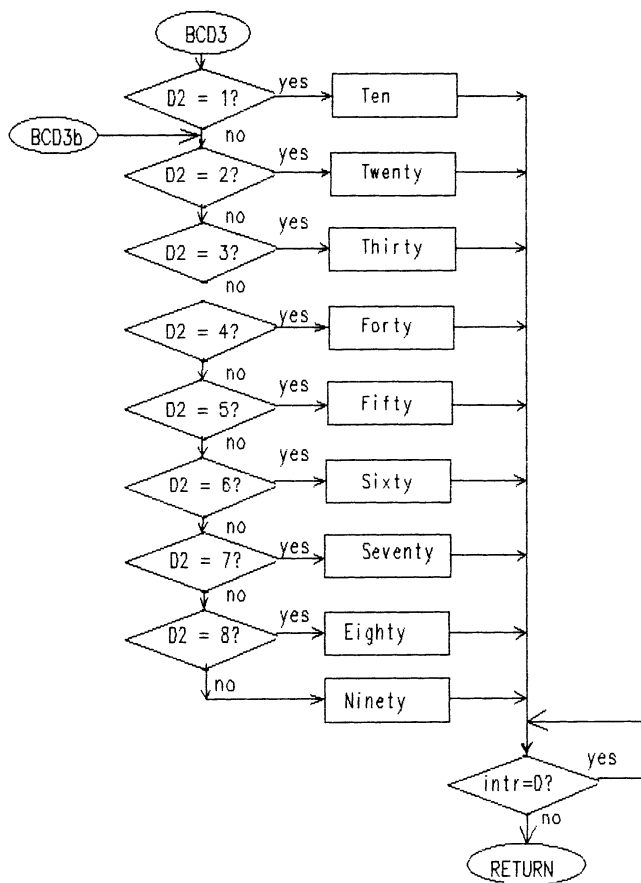 BCD3
D2 = 1?
yes
Ten
no
BCD3b
D2 = 2?
yes
Twenty
no
D2 = 3?
yes
Thirty
no
D2 = 4?
yes
Forty
no
D2 = 5?
yes
Fifty
no
D2 = 6?
yes
Sixty
no
D2 = 7?
yes
Seventy
no
D2 = 8?
yes
Eighty
no
Ninety
intr=0?
yes
no
RETURN